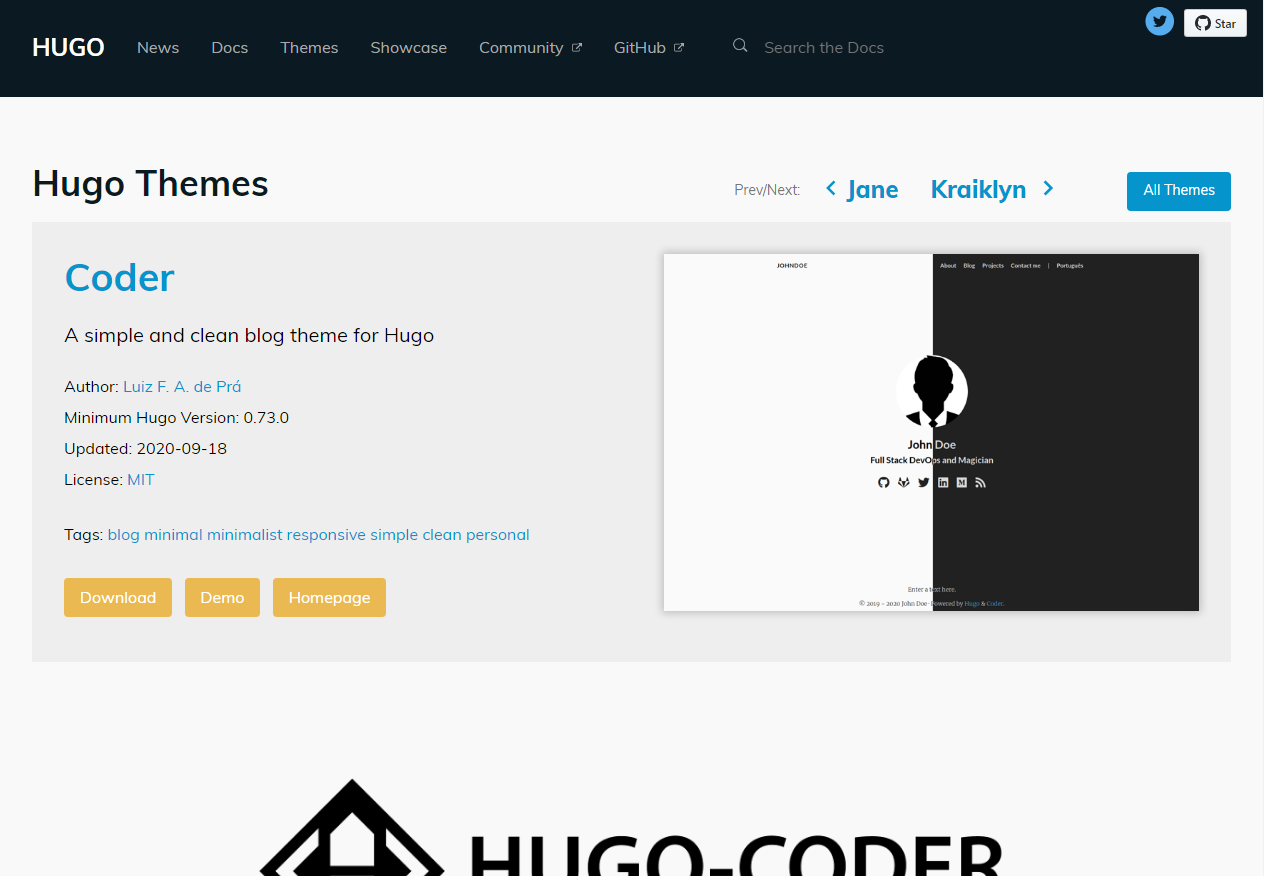 HUGO News Docs Themes Showcase Community GitHub Search the Docs Star
Hugo Themes Prev/Next: Jane Kraiklyn All Themes
Coder
A simple and clean blog theme for Hugo
Author: Luiz F. A. de Prá
Minimum Hugo Version: 0.73.0
Updated: 2020-09-18
License: MIT
Tags: blog minimal minimalist responsive simple clean personal
Download Demo Homepage
JOHNDOE About Blog Projects Contact me | Português
John Doe
Full Stack DevOps and Magician
Enter a text here.
© 2019 – 2020 John Doe · Powered by Hugo & Coder.
HUGO-CODER